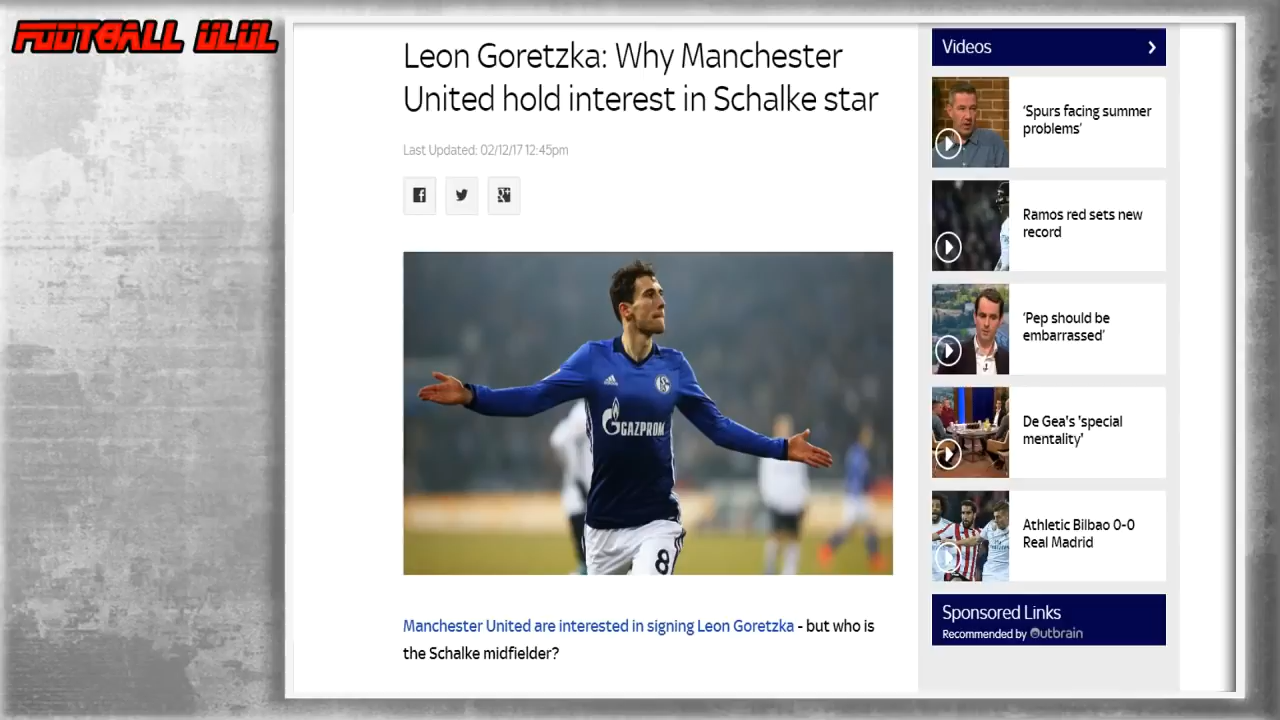 FOOTBALL ÜLÜL
Leon Goretzka: Why Manchester
United hold interest in Schalke star
Last Updated: 02/12/17 12:45pm
GAZPROM
8
Manchester United are interested in signing Leon Goretzka - but who is
the Schalke midfielder?
Videos
'Spurs facing summer
problems'
Ramos red sets new
record
'Pep should be
embarrassed'
De Gea's 'special
mentality'
Athletic Bilbao 0-0
Real Madrid
Sponsored Links
Recommended by Outbrain